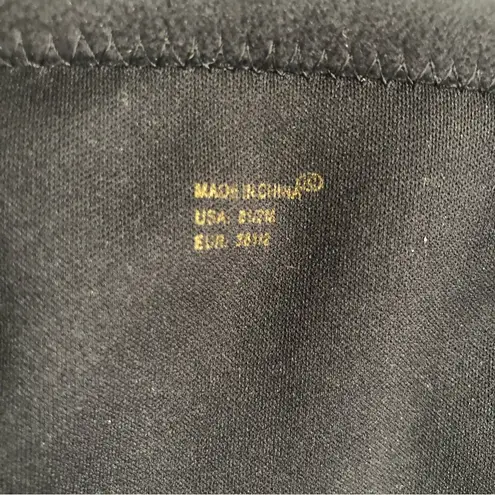 MADE IN CHINA
USA: 8 1/2M
EUR: 38 1/2